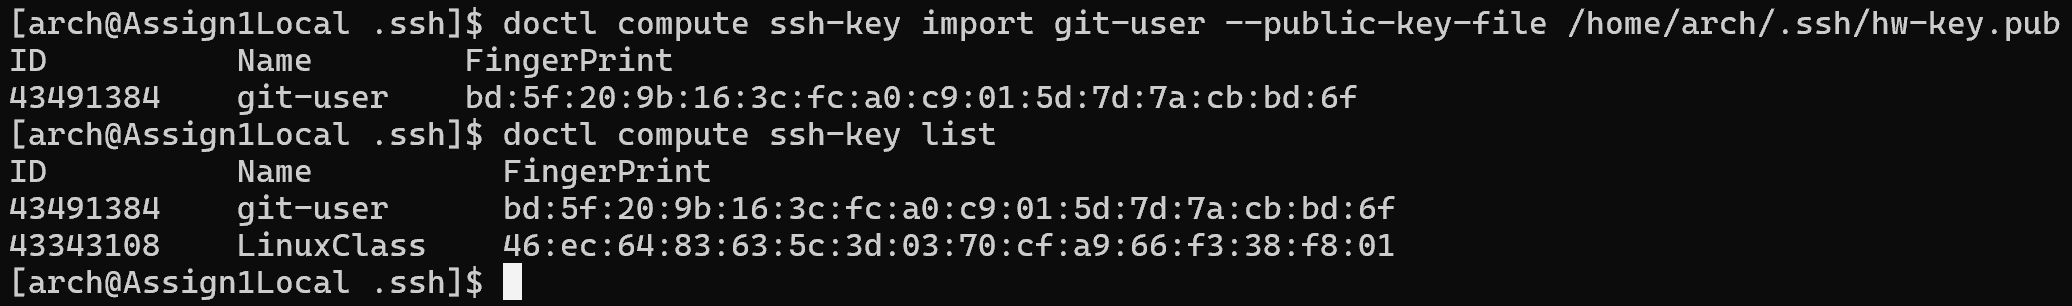 [arch@Assign1Local .ssh]$ doctl compute ssh-key import git-user --public-key-file /home/arch/.ssh/hw-key.pub
ID          Name        FingerPrint
43491384    git-user    bd:5f:20:9b:16:3c:fc:a0:c9:01:5d:7d:7a:cb:bd:6f
[arch@Assign1Local .ssh]$ doctl compute ssh-key list
ID          Name          FingerPrint
43491384    git-user      bd:5f:20:9b:16:3c:fc:a0:c9:01:5d:7d:7a:cb:bd:6f
43343108    LinuxClass    46:ec:64:83:63:5c:3d:03:70:cf:a9:66:f3:38:f8:01
[arch@Assign1Local .ssh]$